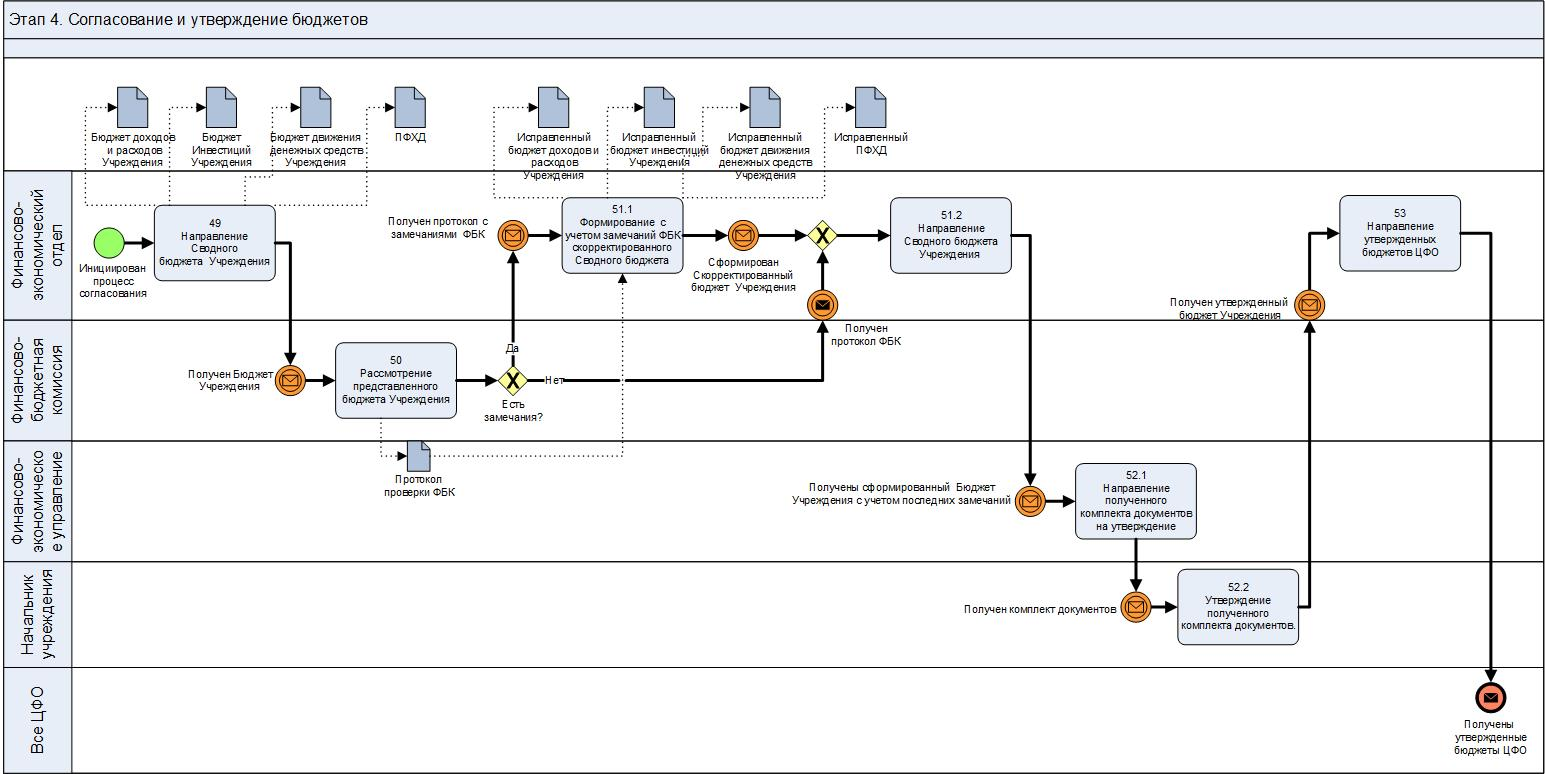 Этап 4. Согласование и утверждение бюджетов
Бюджет доходов
и расходов
Учреждения
Бюджет
Инвестиций
Учреждения
Бюджет движения
денежных средств
Учреждения
ПФХД
Исправленный
бюджет доходов и
расходов
Учреждения
Исправленный
бюджет инвестиций
Учреждения
Исправленный
бюджет движения
денежных средств
Учреждения
Исправленный
ПФХД
Финансово-
экономический
отдел
Инициирован
процесс
согласования
49
Направление
Сводного
бюджета Учреждения
Получен протокол с
замечаниями ФБК
51.1
Формирование с
учетом замечаний ФБК
скорректированного
Сводного бюджета
Сформирован
Скорректированный
бюджет Учреждения
51.2
Направление
Сводного бюджета
Учреждения
53
Направление
утвержденных
бюджетов ЦФО
Получен утвержденный
бюджет Учреждения
Получен
протокол ФБК
Финансово-
бюджетная
комиссия
Получен Бюджет
Учреждения
50
Рассмотрение
представленного
бюджета Учреждения
Да
Нет
Есть
замечания?
Финансово-
экономическо
е управление
Протокол
проверки ФБК
Получены сформированный Бюджет
Учреждения с учетом последних замечаний
52.1
Направление
полученного
комплекта документов
на утверждение
Начальник
учреждения
Получен комплект документов
52.2
Утверждение
полученного
комплекта документов.
Все ЦФО
Получены
утвержденные
бюджеты ЦФО